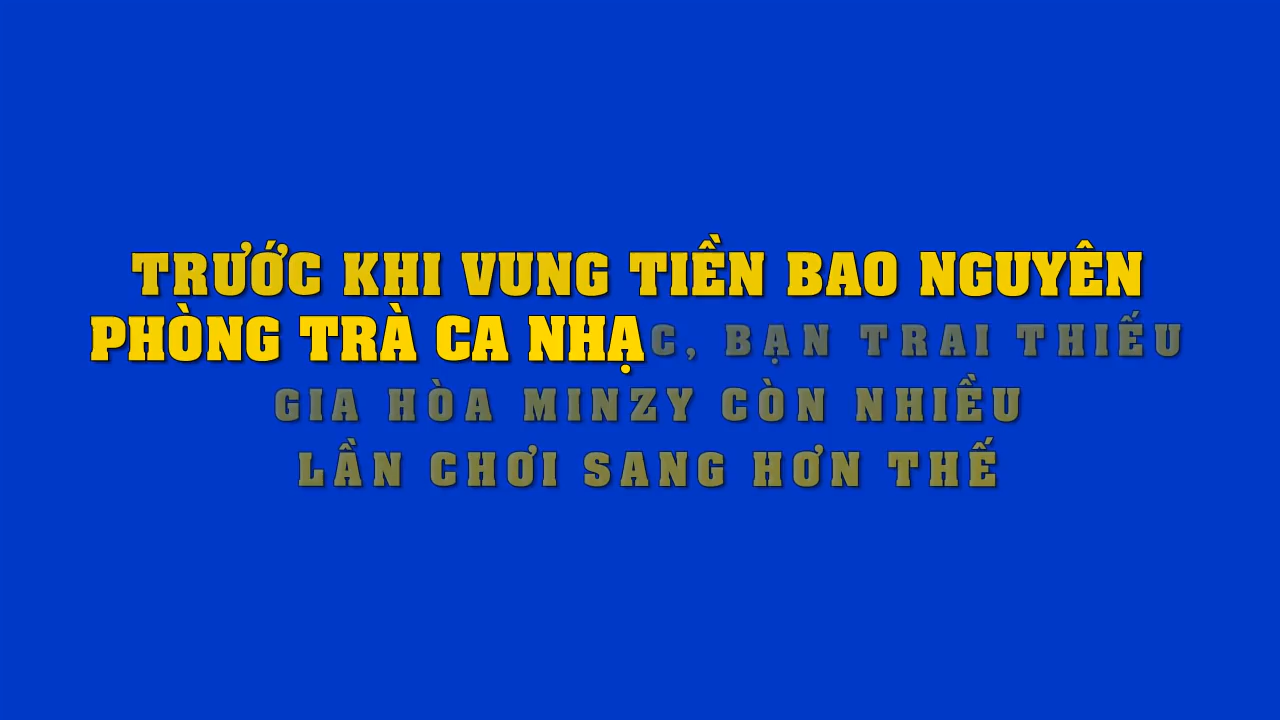 TRƯỚC KHI VUNG TIỀN BAO NGUYÊN
PHÒNG TRÀ CA NHẠC, BẠN TRAI THIẾU
GIA HÒA MINZY CÒN NHIỀU
LẦN CHƠI SANG HƠN THẾ